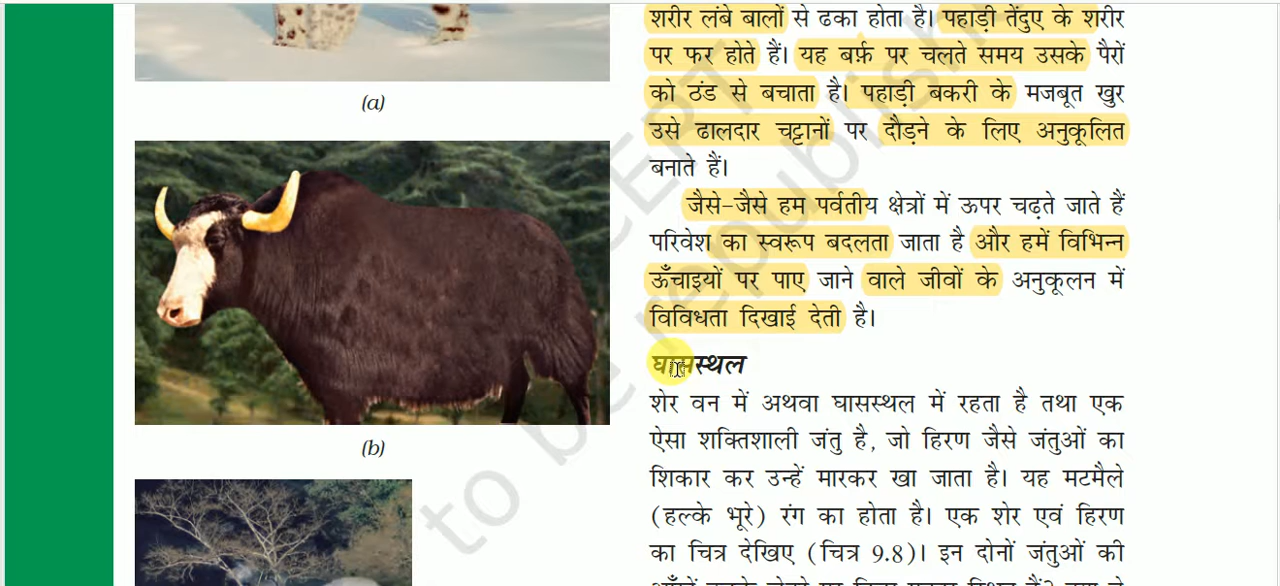 (a)
(b)
शरीर लंबे बालों से ढका होता है। पहाड़ी तेंदुए के शरीर
पर फर होते हैं। यह बर्फ़ पर चलते समय उसके पैरों
को ठंड से बचाता है। पहाड़ी बकरी के मजबूत खुर
उसे ढालदार चट्टानों पर दौड़ने के लिए अनुकूलित
बनाते हैं।
जैसे–जैसे हम पर्वतीय क्षेत्रों में ऊपर चढ़ते जाते हैं
परिवेश का स्वरूप बदलता जाता है और हमें विभिन्न
ऊँचाइयों पर पाए जाने वाले जीवों के अनुकूलन में
विविधता दिखाई देती है।
घासस्थल
शेर वन में अथवा घासस्थल में रहता है तथा एक
ऐसा शक्तिशाली जंतु है, जो हिरण जैसे जंतुओं का
शिकार कर उन्हें मारकर खा जाता है। यह मटमैले
(हल्के भूरे) रंग का होता है। एक शेर एवं हिरण
का चित्र देखिए (चित्र 9.8)। इन दोनों जंतुओं की
to be republished